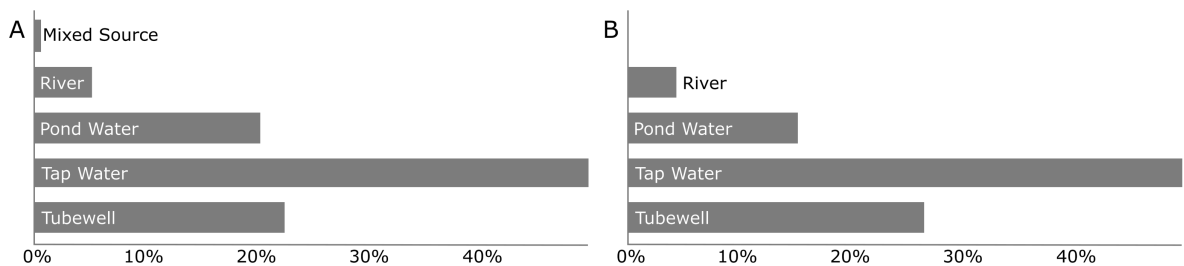 A
Mixed Source
River
Pond Water
Tap Water
Tubewell
0% 10% 20% 30% 40%
B
River
Pond Water
Tap Water
Tubewell
0% 10% 20% 30% 40%